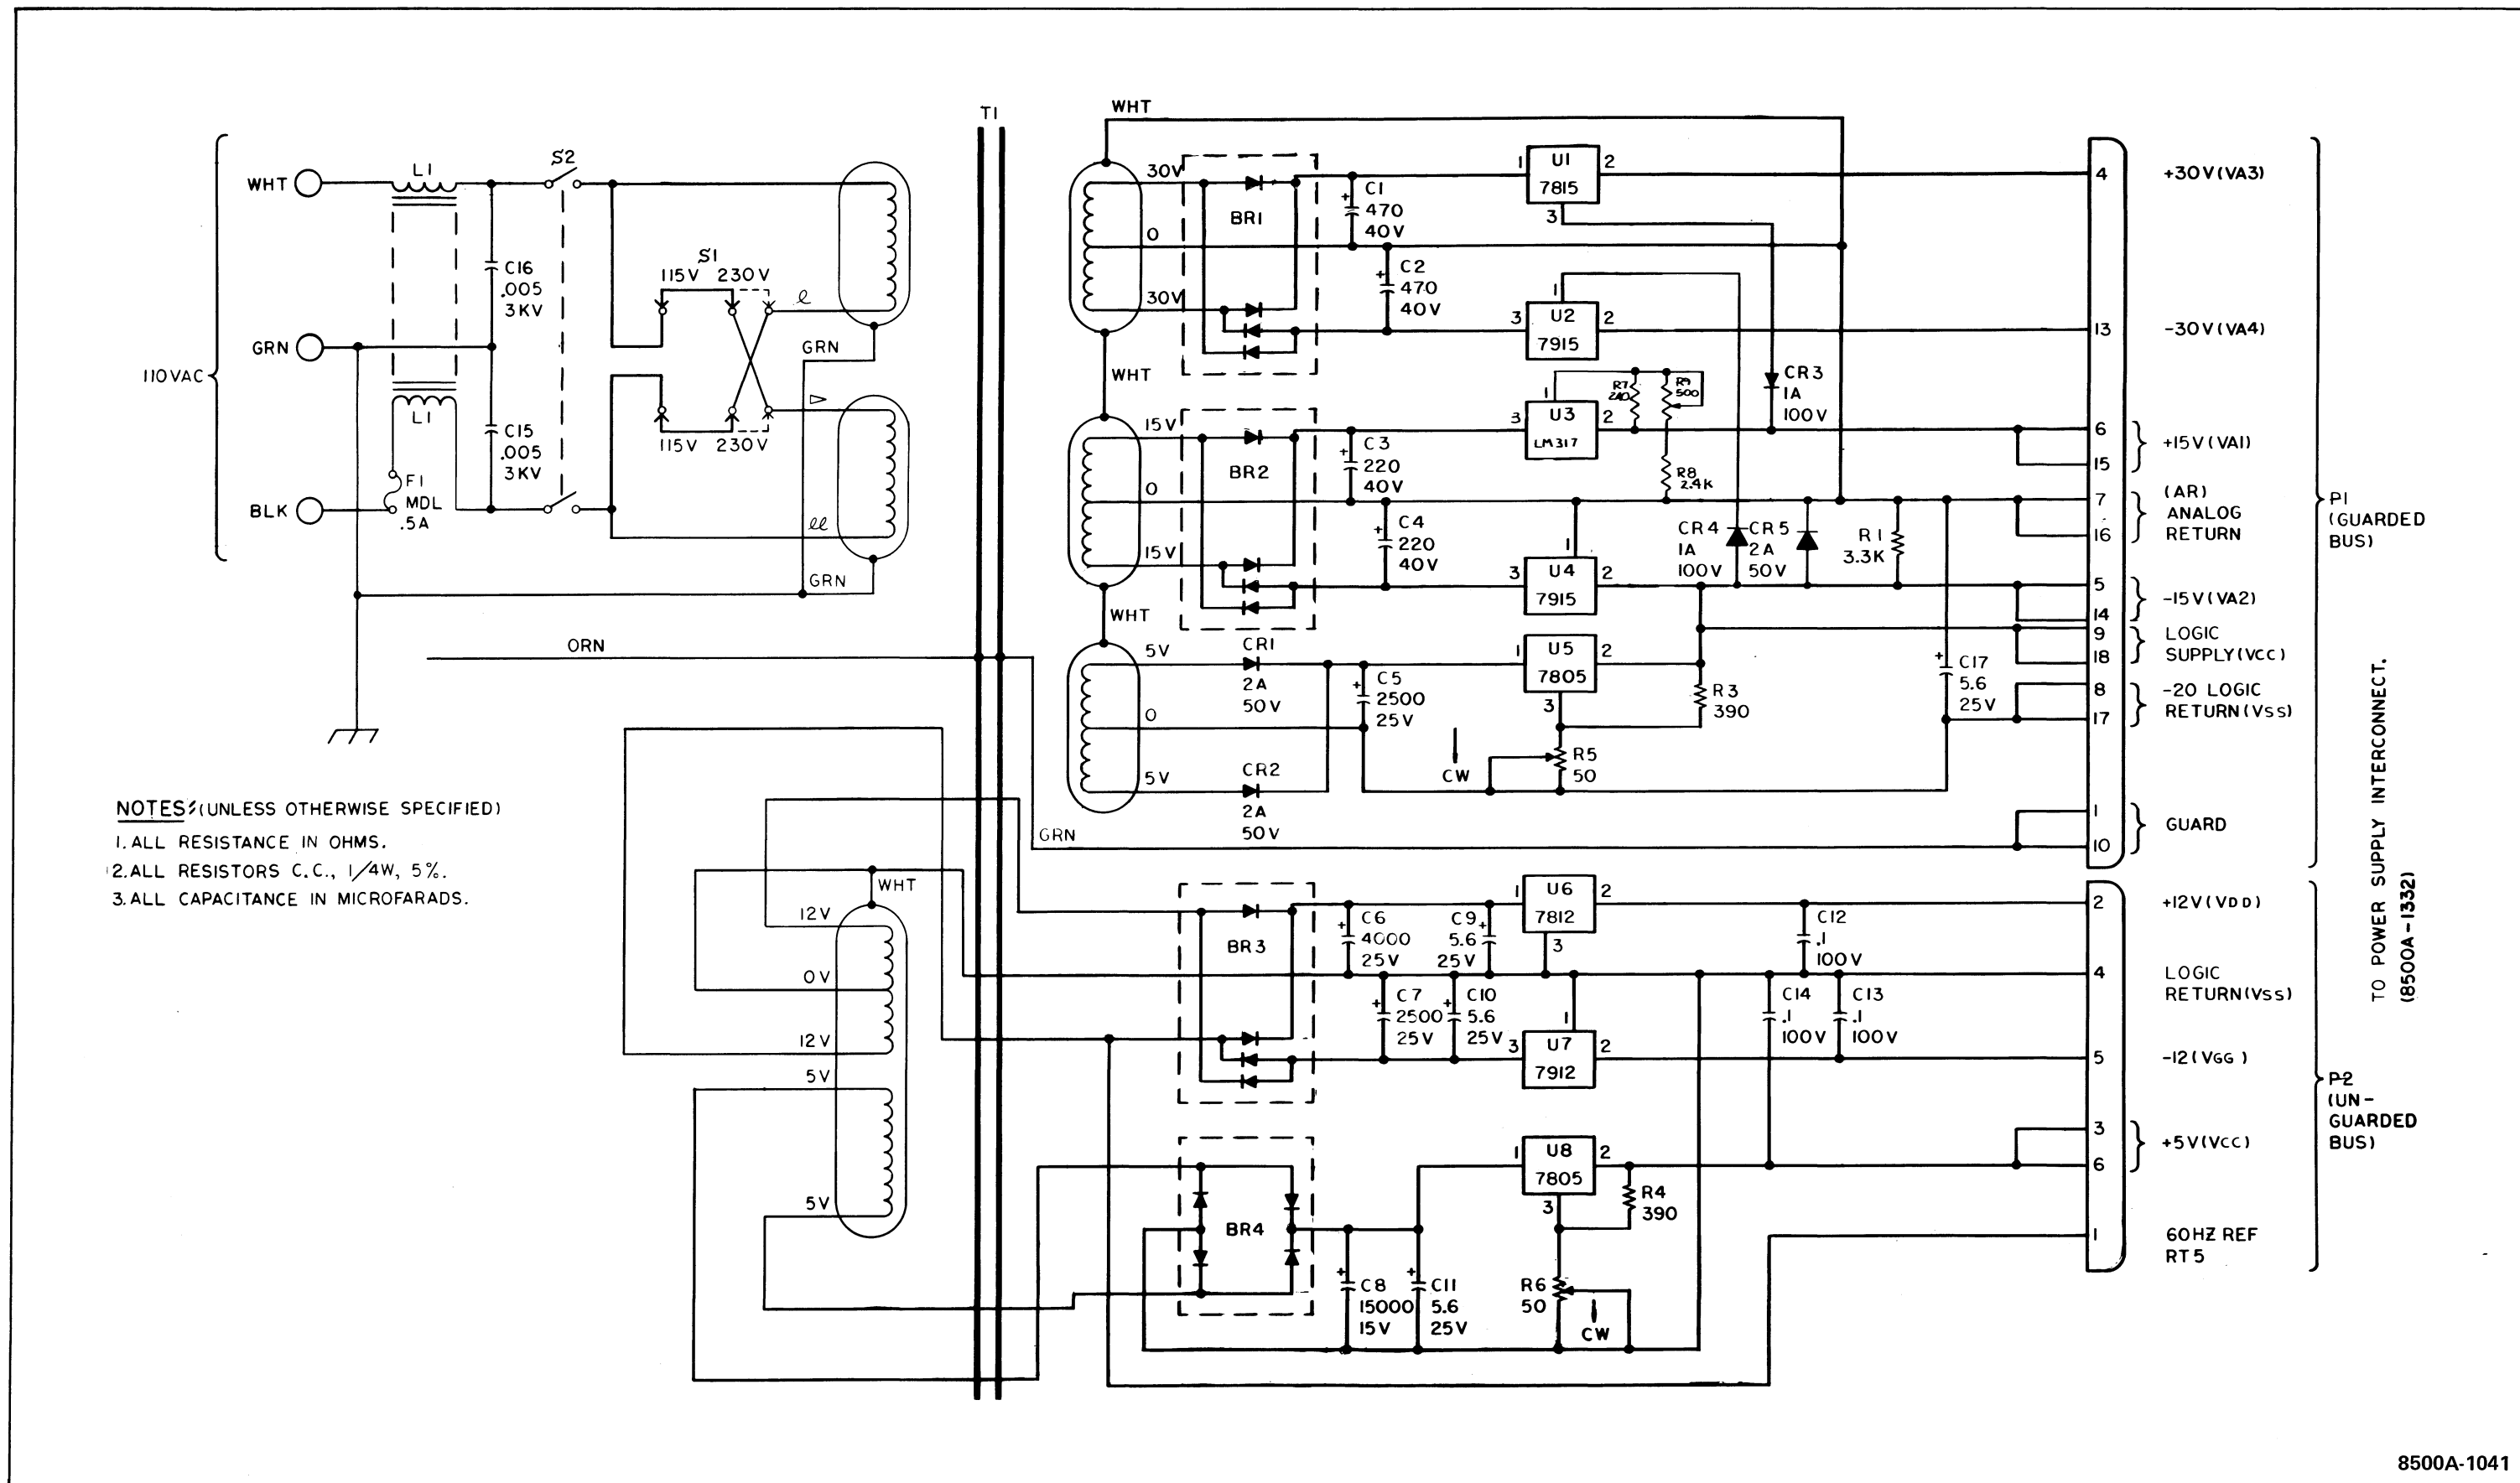 T1
WHT
L1
S2
WHT
C16
.005
3KV
S1
115V 230V
ℓ
GRN
GRN
110VAC
L1
C15
.005
3KV
115V 230V
F1
MDL
.5A
BLK
ℓℓ
GRN
ORN
NOTES: (UNLESS OTHERWISE SPECIFIED)
1. ALL RESISTANCE IN OHMS.
2. ALL RESISTORS C.C., 1/4W, 5%.
3. ALL CAPACITANCE IN MICROFARADS.
WHT
12V
0V
12V
5V
5V
30V
0
30V
BR1
C1
470
40V
C2
470
40V
1
U1
2
7815
3
1
3
U2
2
7915
WHT
15V
0
15V
BR2
C3
220
40V
C4
220
40V
1
3
U3
2
LM317
R7
240
R9
500
R8
2.4K
CR3
1A
100V
1
3
U4
2
7915
CR4
1A
100V
CR5
2A
50V
R1
3.3K
WHT
5V
0
5V
CR1
2A
50V
CR2
2A
50V
C5
2500
25V
1
U5
2
7805
3
R3
390
CW
R5
50
C17
5.6
25V
GRN
BR3
C6
4000
25V
C9
5.6
25V
1
U6
2
7812
3
C12
.1
100V
C7
2500
25V
C10
5.6
25V
1
3
U7
2
7912
C14
.1
100V
C13
.1
100V
BR4
C8
15000
15V
C11
5.6
25V
1
U8
2
7805
3
R4
390
R6
50
CW
4 +30V(VA3)
13 -30V(VA4)
6
15
+15V(VA1)
7
16
(AR)
ANALOG
RETURN
5
14
-15V(VA2)
9
18
LOGIC
SUPPLY(VCC)
8
17
-20 LOGIC
RETURN(VSS)
1
10
GUARD
P1
(GUARDED
BUS)
2 +12V(VDD)
4 LOGIC
RETURN(VSS)
5 -12(VGG)
3
6
+5V(VCC)
1 60HZ REF
RT5
P2
(UN-
GUARDED
BUS)
TO POWER SUPPLY INTERCONNECT.
(8500A-1332)
8500A-1041